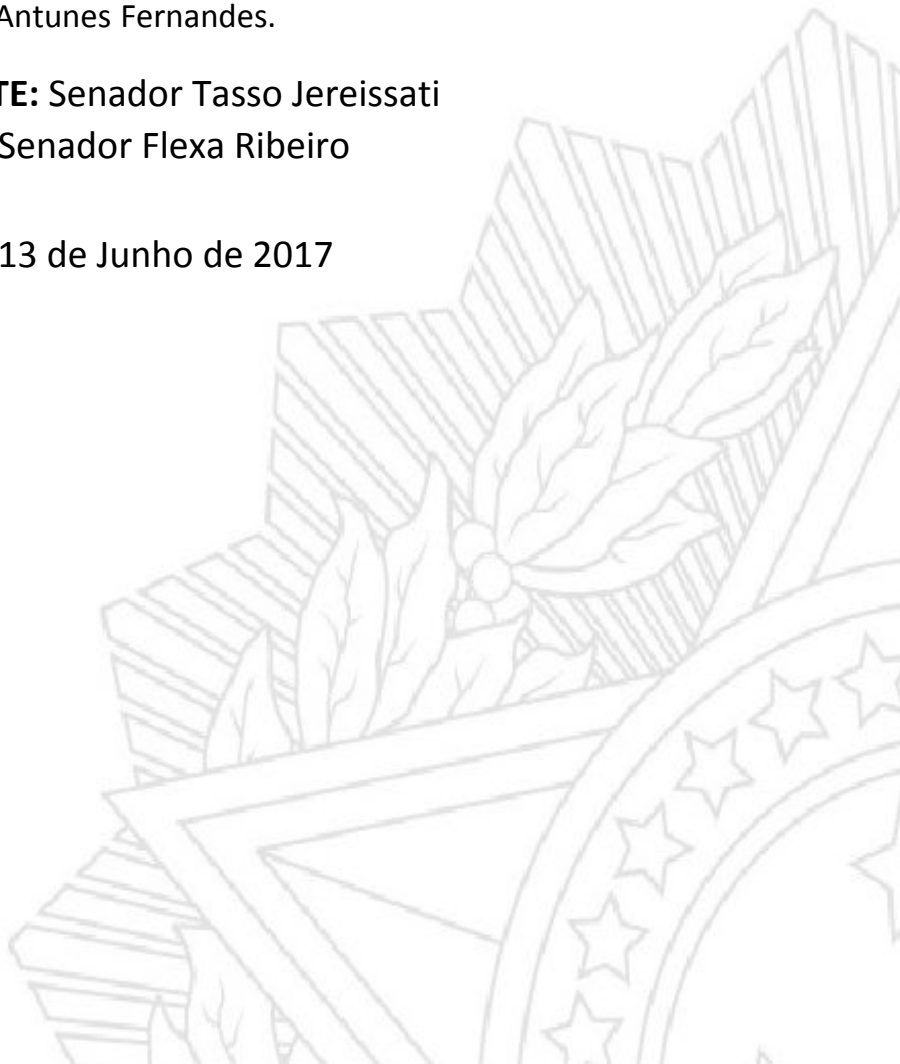 Antunes Fernandes.
TE: Senador Tasso Jereissati
Senador Flexa Ribeiro
13 de Junho de 2017